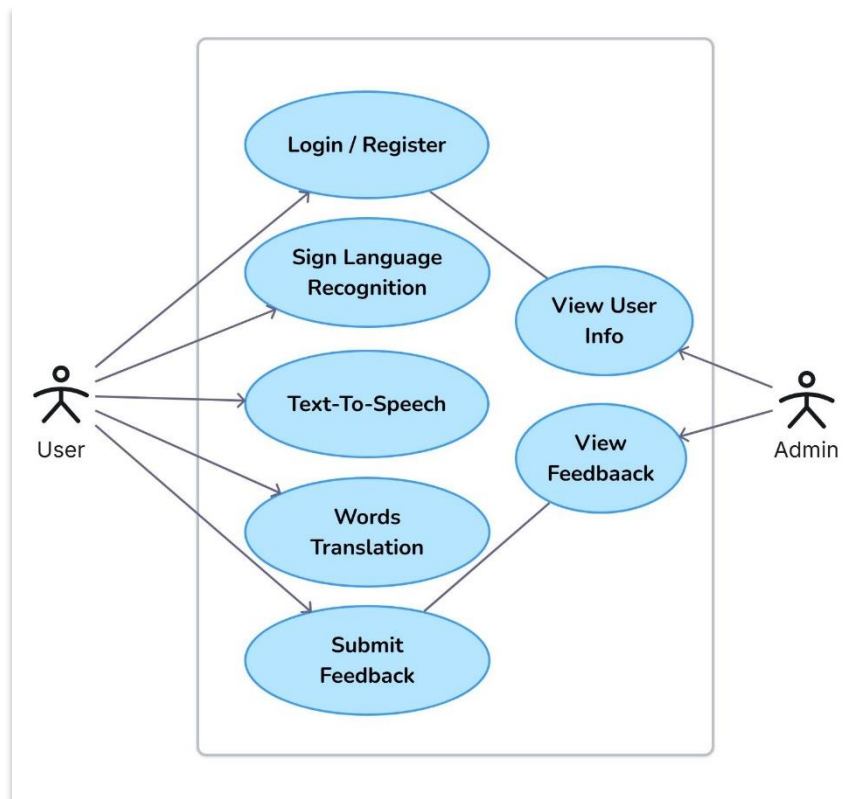 Login / Register
Sign Language
Recognition
Text-To-Speech
Words
Translation
Submit
Feedback
View User
Info
View
Feedbaack
User
Admin